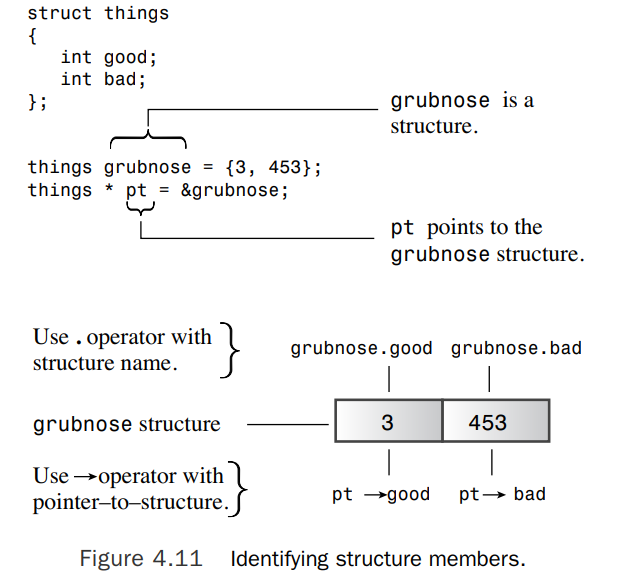 struct things
{
int good;
int bad;
};
grubnose is a
structure.
things grubnose = {3, 453};
things * pt = &grubnose;
pt points to the
grubnose structure.
Use . operator with
structure name.
grubnose.good grubnose.bad
grubnose structure
3 453
Use → operator with
pointer–to–structure.
pt →good pt→ bad
Figure 4.11 Identifying structure members.